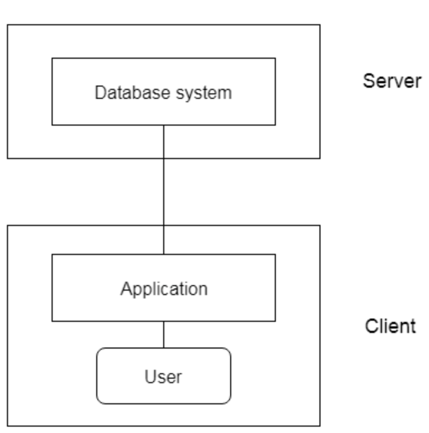 Database system
Server
Application
Client
User